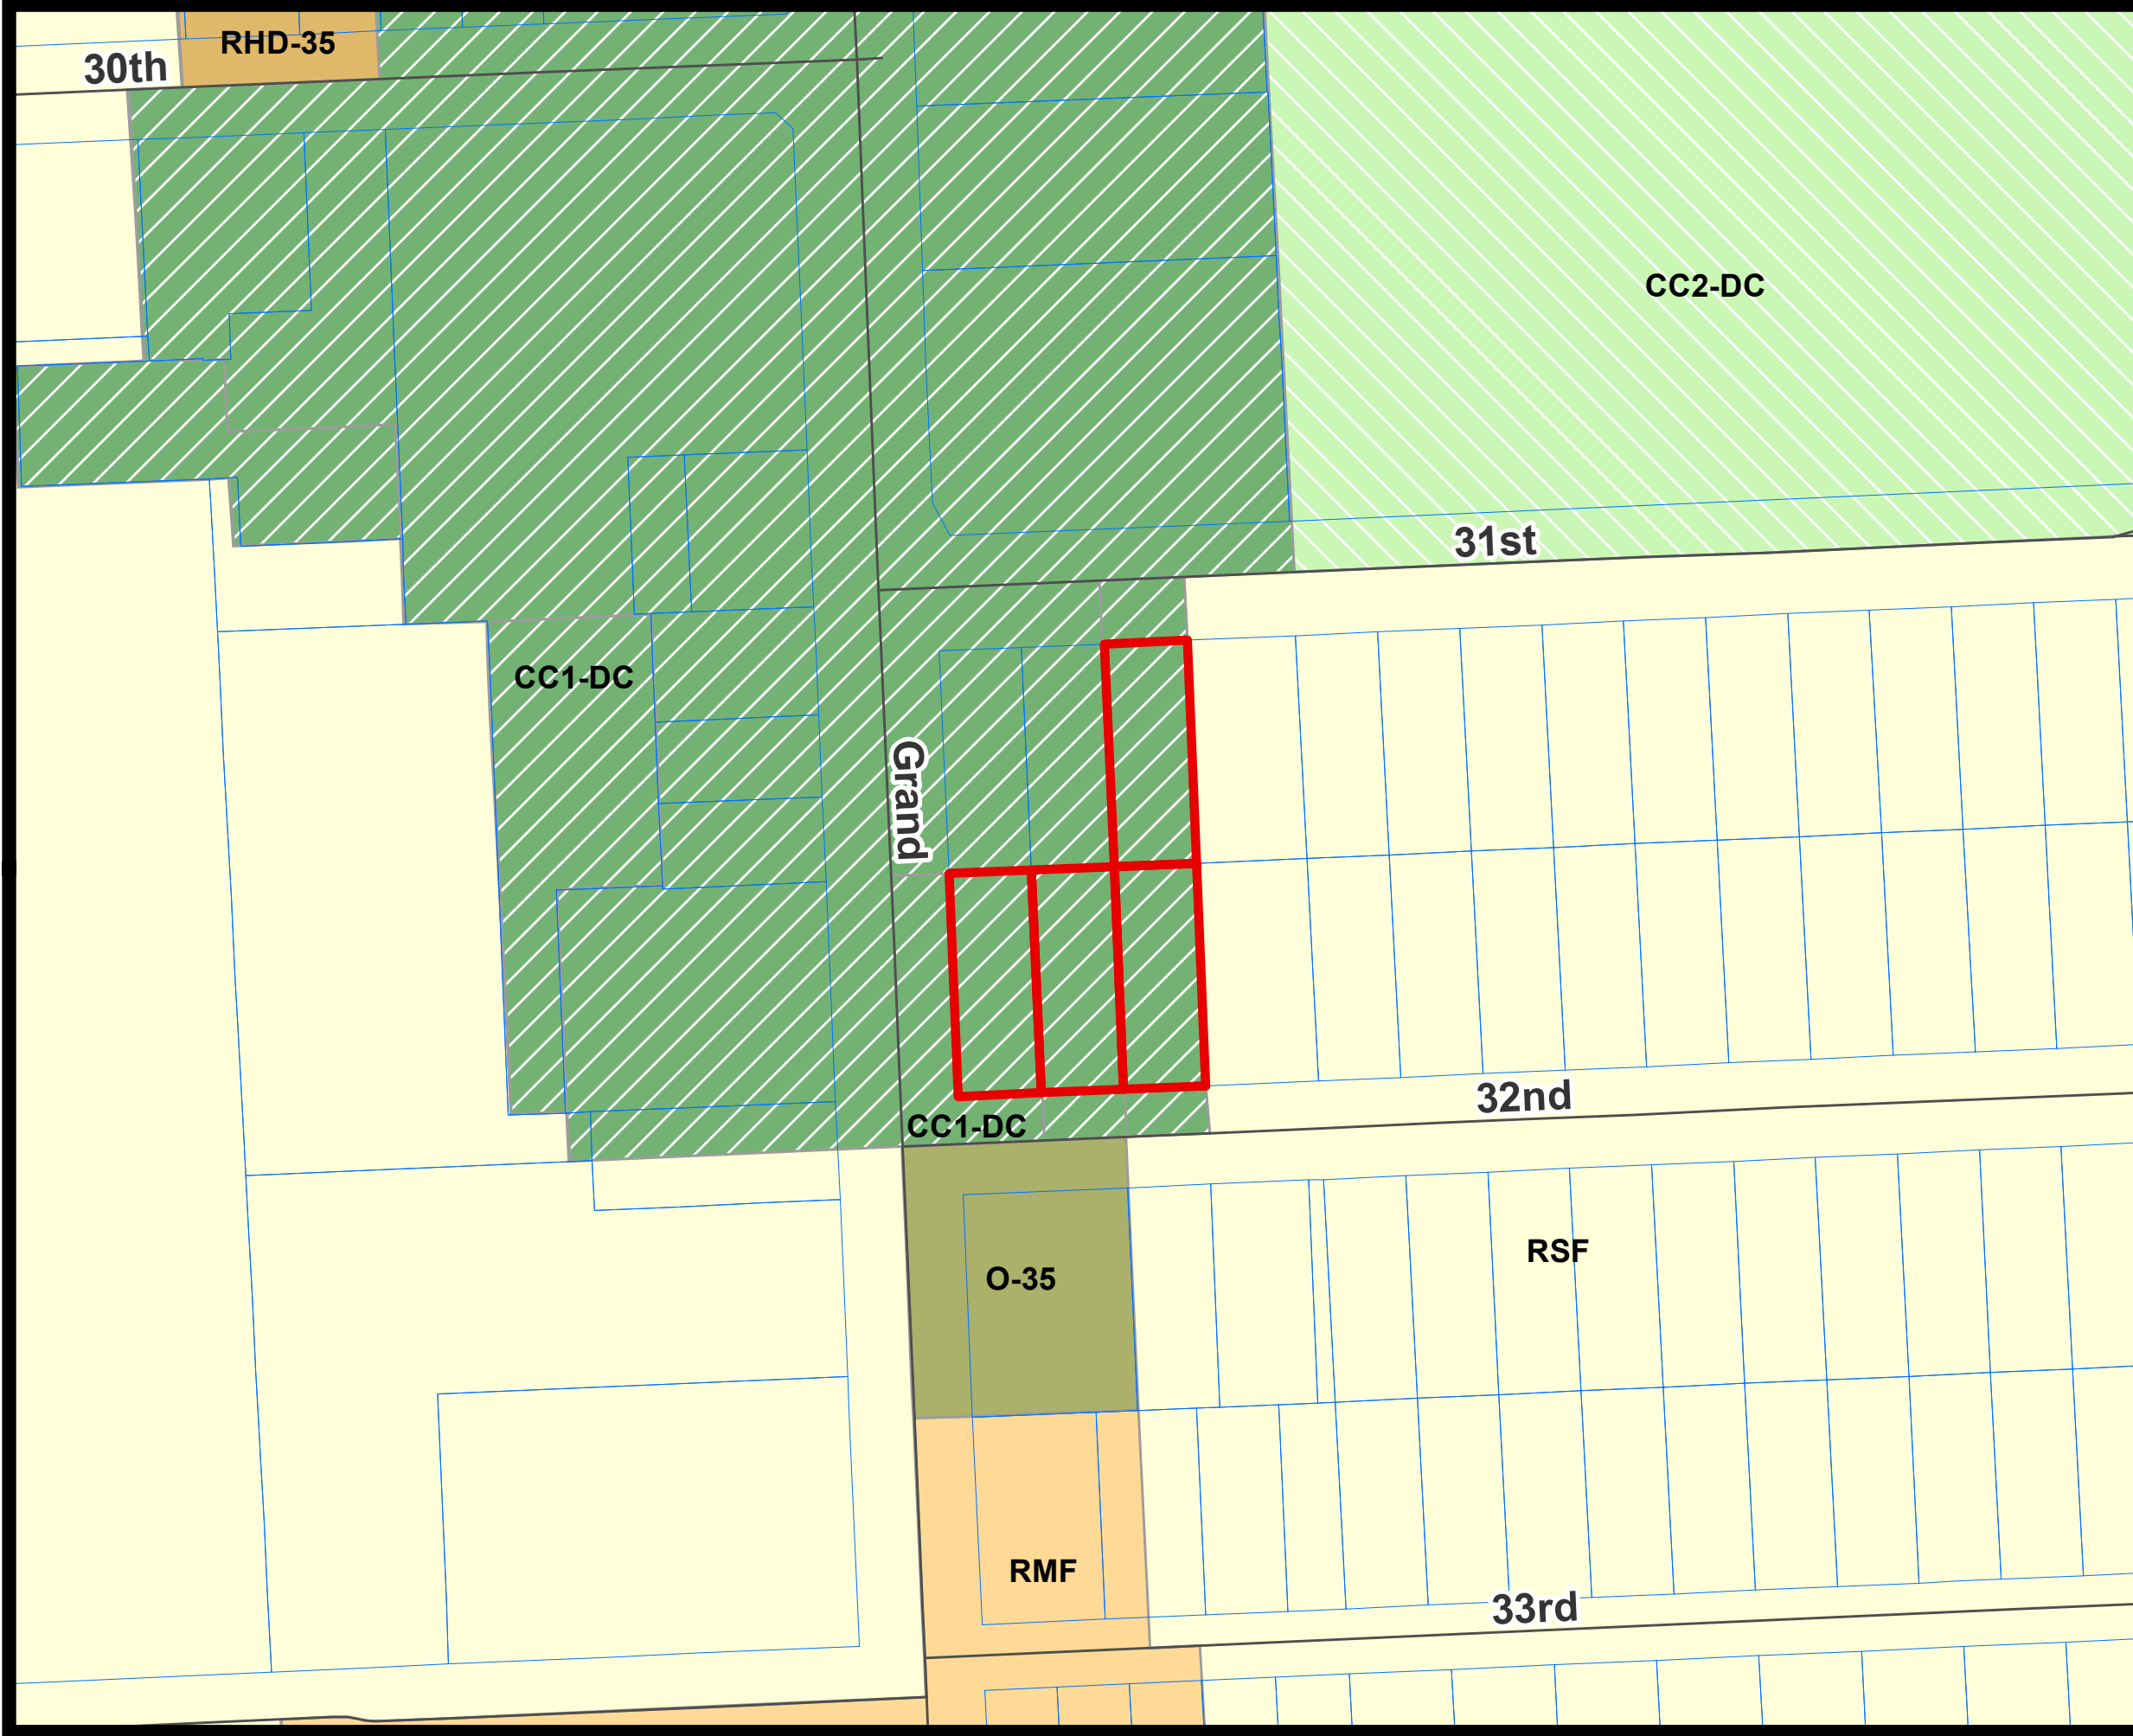 RHD-35
30th
CC2-DC
31st
CC1-DC
Grand
32nd
CC1-DC
RSF
O-35
RMF
33rd